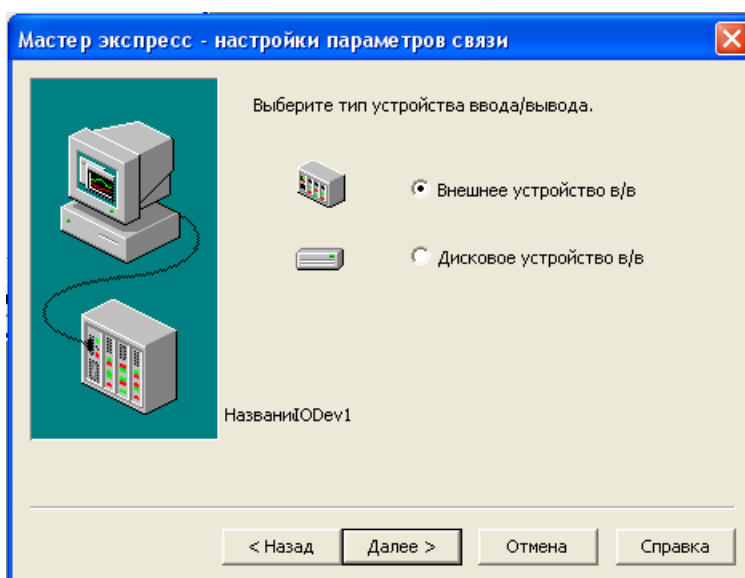 Мастер экспресс - настройки параметров связи
Выберите тип устройства ввода/вывода.
Внешнее устройство в/в
Дисковое устройство в/в
НазваниIODev1
< Назад
Далее >
Отмена
Справка